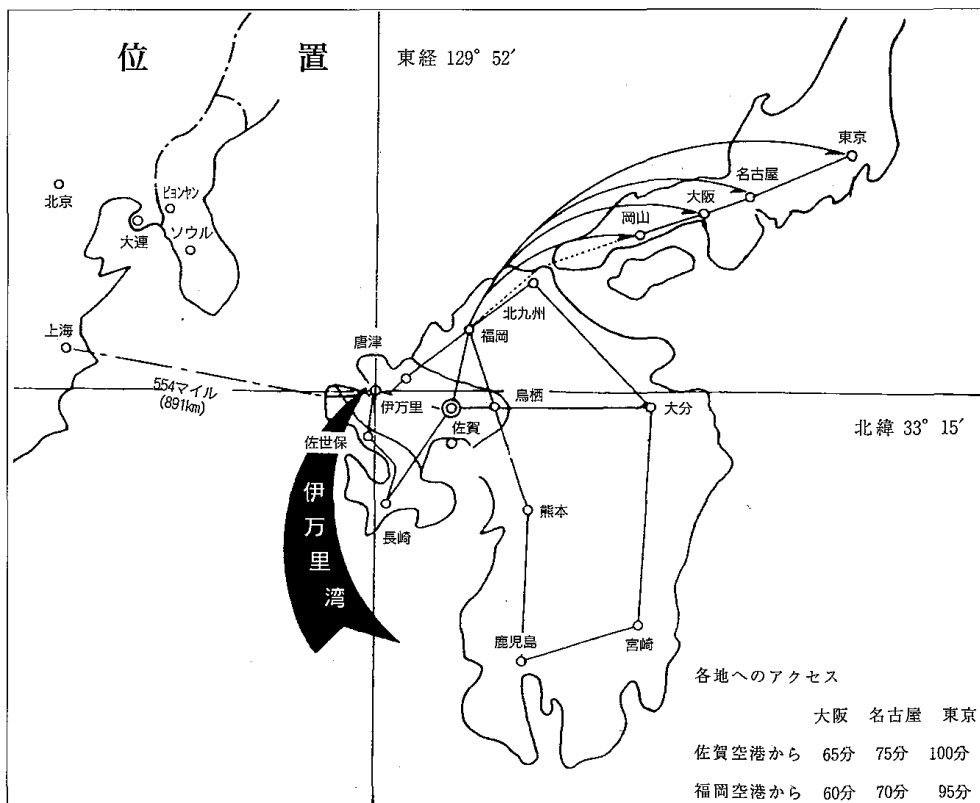 位置
東経 129° 52′
東京
名古屋
大阪
岡山
北京
ピョンヤン
大連
ソウル
北九州
上海
福岡
唐津
554マイル
(891km)
伊万里
鳥栖
大分
佐賀
北緯 33° 15′
佐世保
伊万里湾
熊本
長崎
鹿児島
宮崎
各地へのアクセス
大阪 名古屋 東京
佐賀空港から 65分 75分 100分
福岡空港から 60分 70分 95分